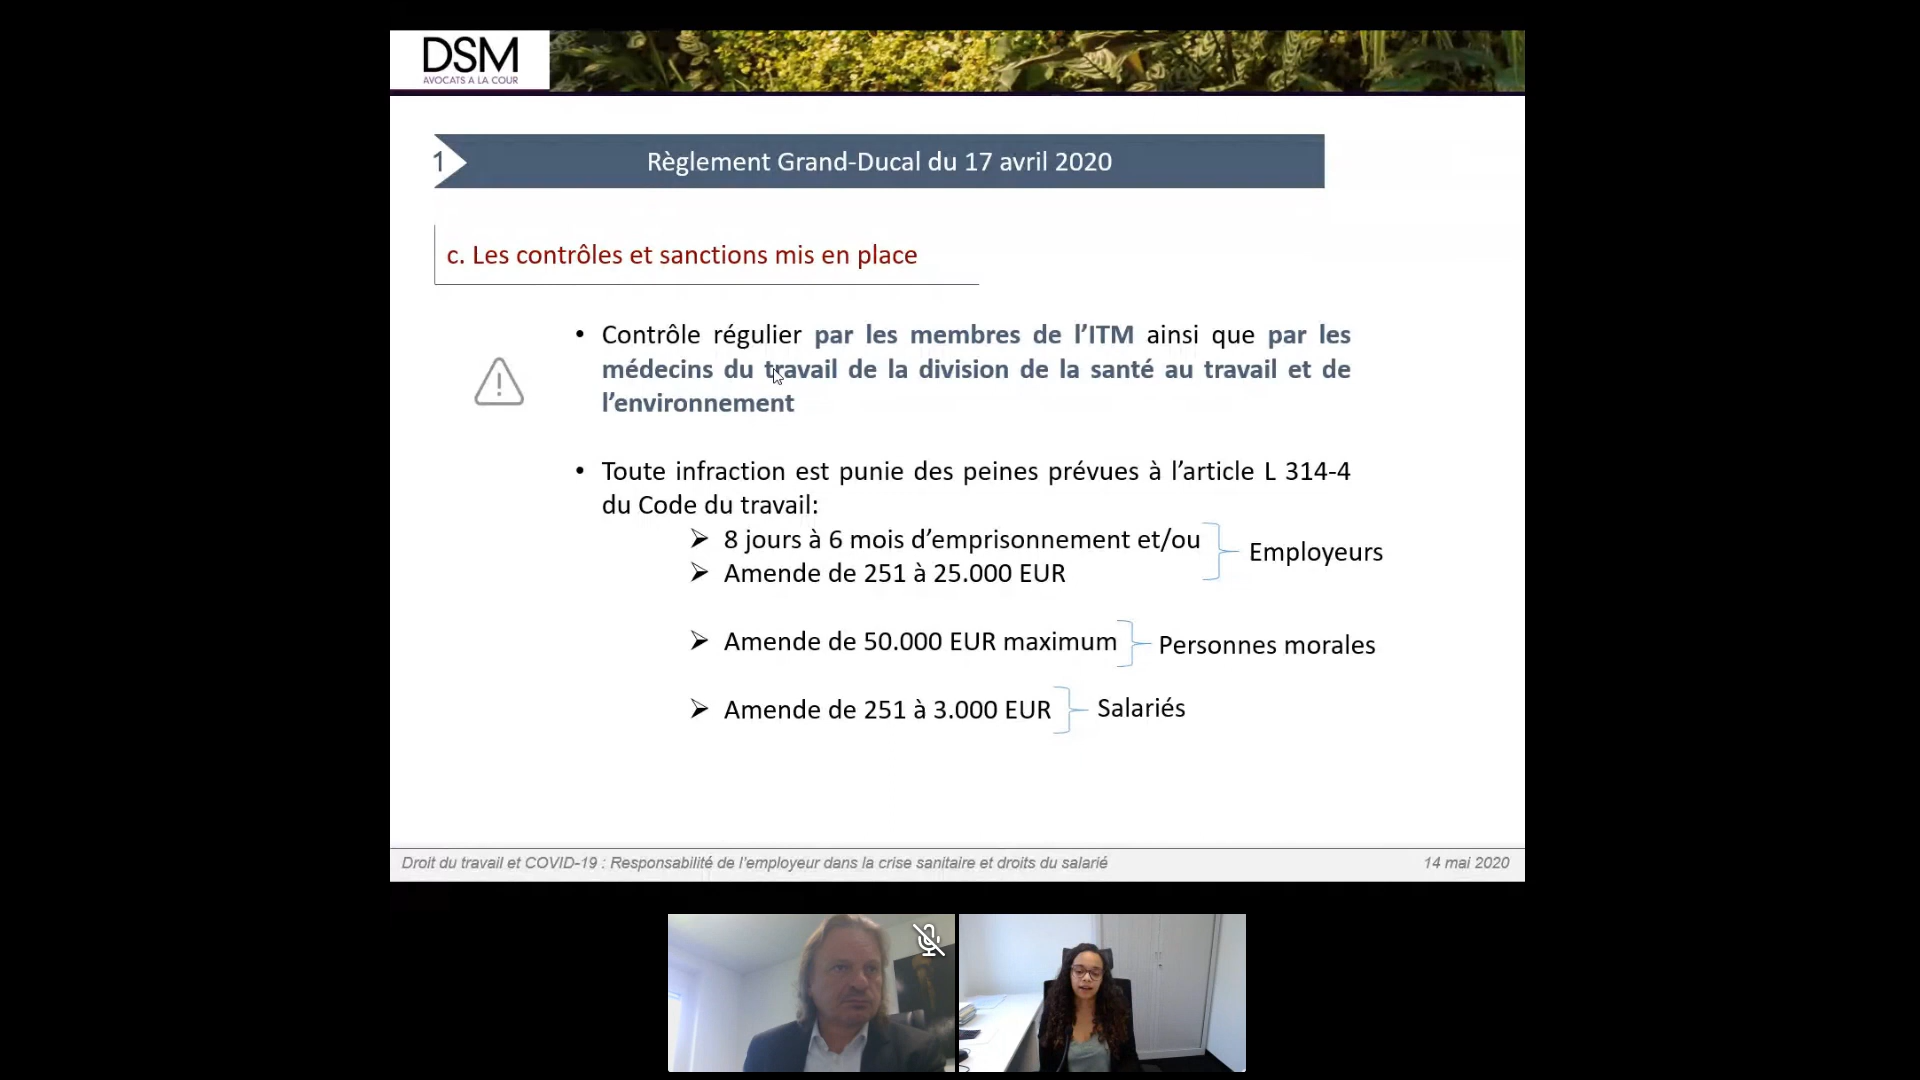 DSM
AVOCATS A LA COUR
1
Règlement Grand-Ducal du 17 avril 2020
c. Les contrôles et sanctions mis en place
• Contrôle régulier par les membres de l’ITM ainsi que par les
médecins du travail de la division de la santé au travail et de
l’environnement
• Toute infraction est punie des peines prévues à l’article L 314-4
du Code du travail:
➢ 8 jours à 6 mois d’emprisonnement et/ou
➢ Amende de 251 à 25.000 EUR
Employeurs
➢ Amende de 50.000 EUR maximum
Personnes morales
➢ Amende de 251 à 3.000 EUR
Salariés
Droit du travail et COVID-19 : Responsabilité de l’employeur dans la crise sanitaire et droits du salarié
14 mai 2020